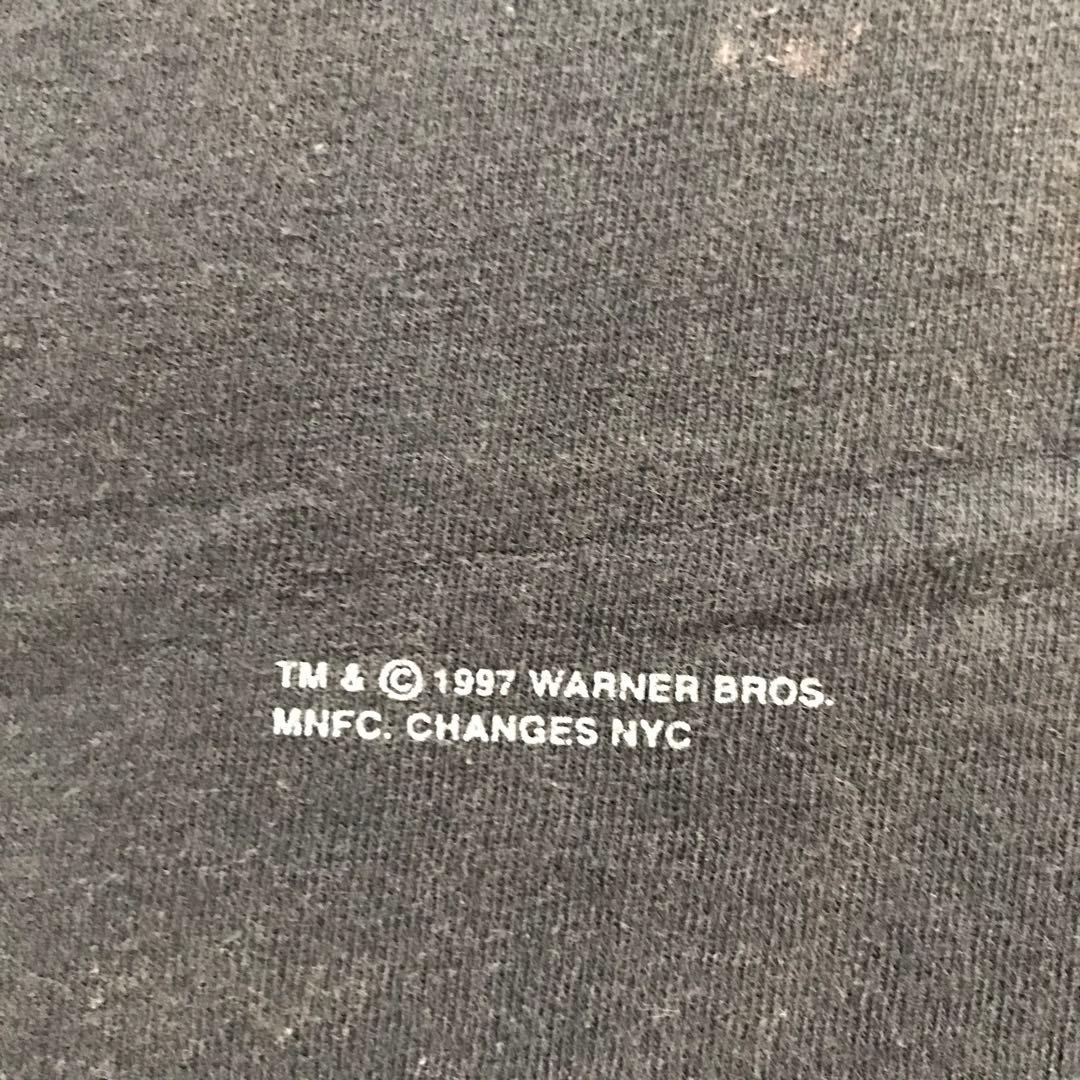 TM & © 1997 WARNER BROS.
MNFC. CHANGES NYC